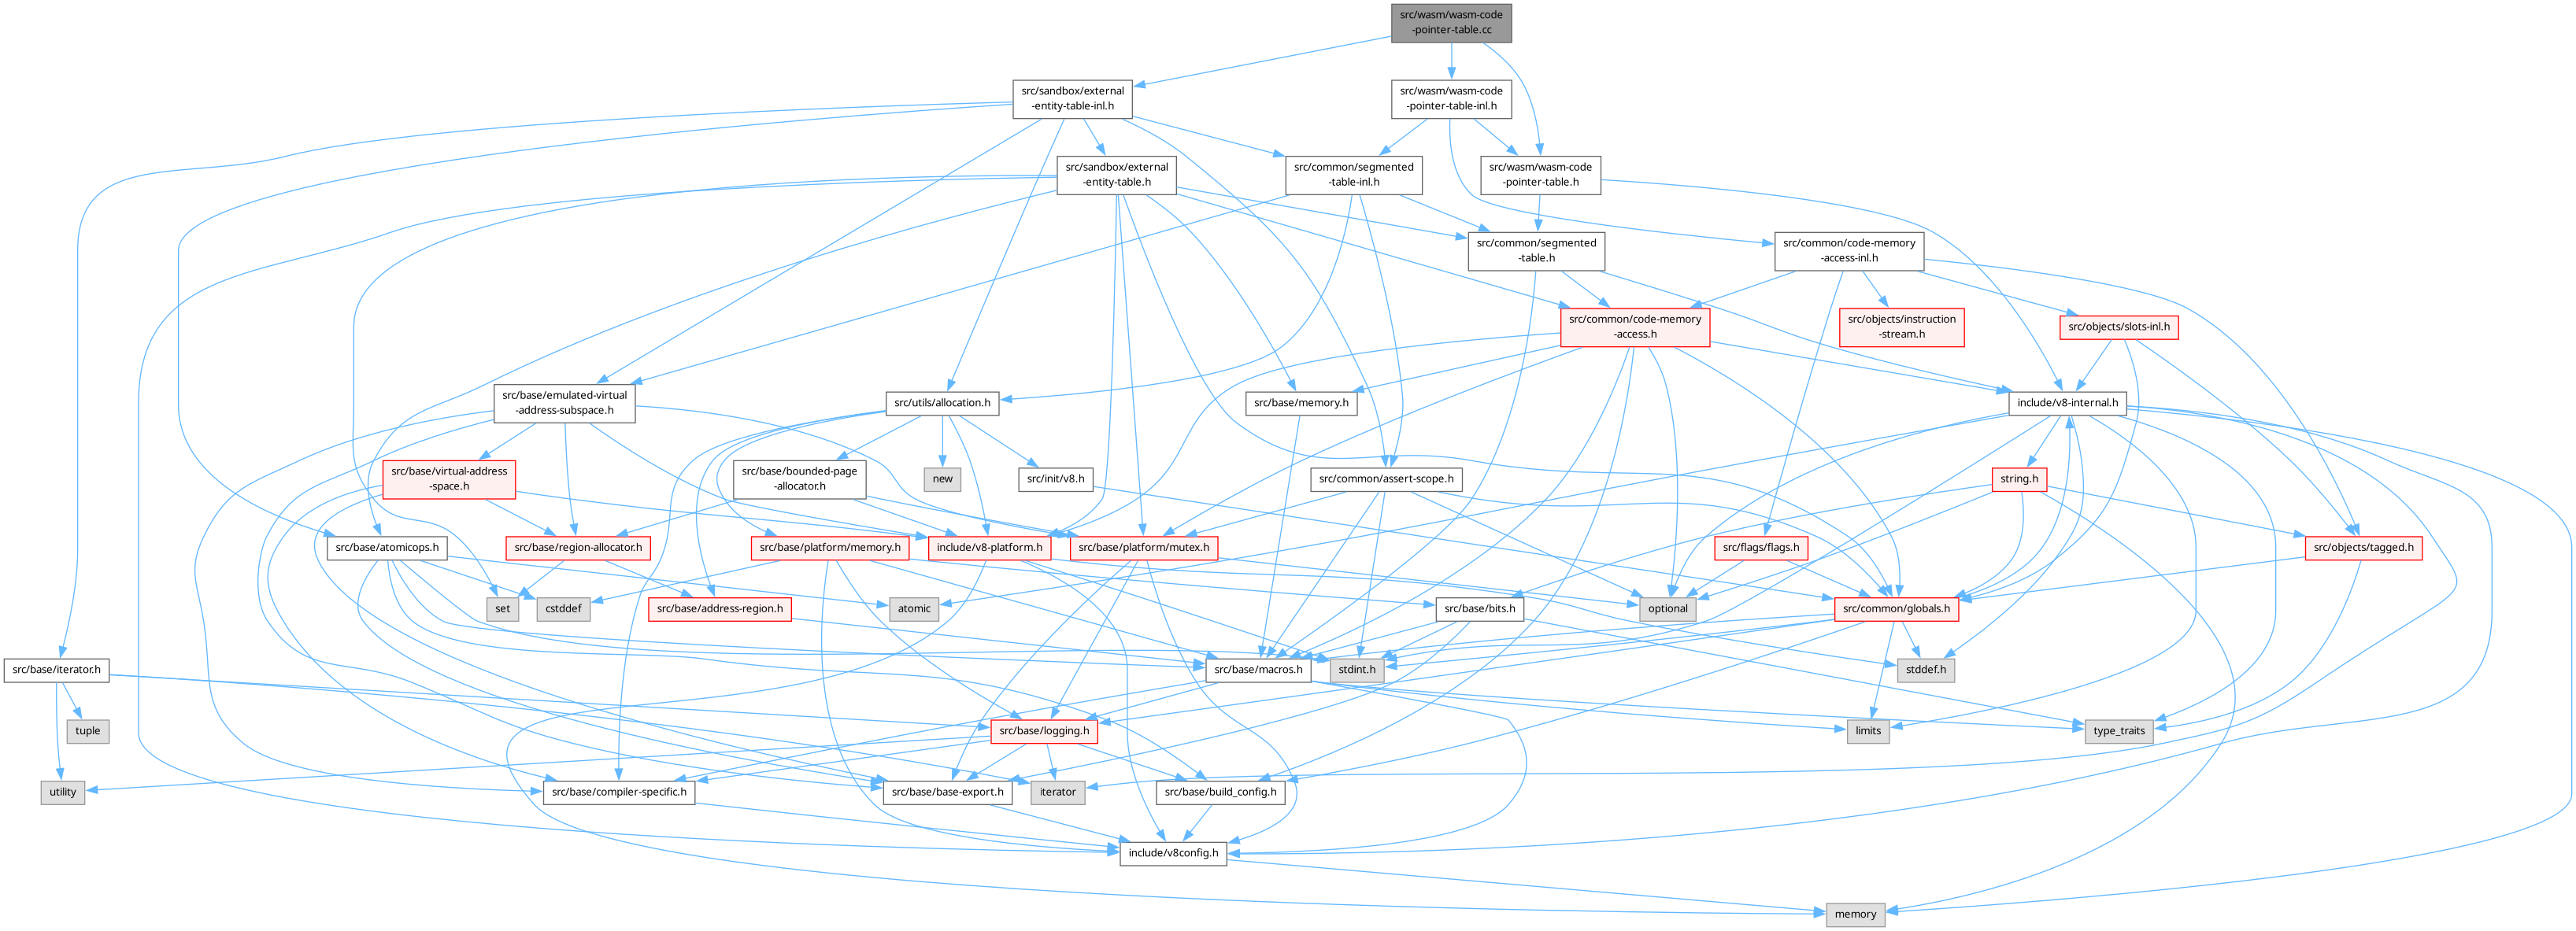 src/wasm/wasm-code
-pointer-table.cc
src/sandbox/external
-entity-table-inl.h
src/wasm/wasm-code
-pointer-table-inl.h
src/sandbox/external
-entity-table.h
src/common/segmented
-table-inl.h
src/wasm/wasm-code
-pointer-table.h
src/common/segmented
-table.h
src/common/code-memory
-access-inl.h
src/common/code-memory
-access.h
src/objects/instruction
-stream.h
src/objects/slots-inl.h
src/base/emulated-virtual
-address-subspace.h
src/utils/allocation.h
src/base/memory.h
include/v8-internal.h
src/base/virtual-address
-space.h
src/base/bounded-page
-allocator.h
new
src/init/v8.h
src/common/assert-scope.h
string.h
src/base/atomicops.h
src/base/region-allocator.h
src/base/platform/memory.h
include/v8-platform.h
src/base/platform/mutex.h
src/flags/flags.h
src/objects/tagged.h
set
cstddef
src/base/address-region.h
atomic
src/base/bits.h
optional
src/common/globals.h
src/base/iterator.h
src/base/macros.h
stdint.h
stddef.h
tuple
src/base/logging.h
limits
type_traits
utility
src/base/compiler-specific.h
src/base/base-export.h
iterator
src/base/build_config.h
include/v8config.h
memory